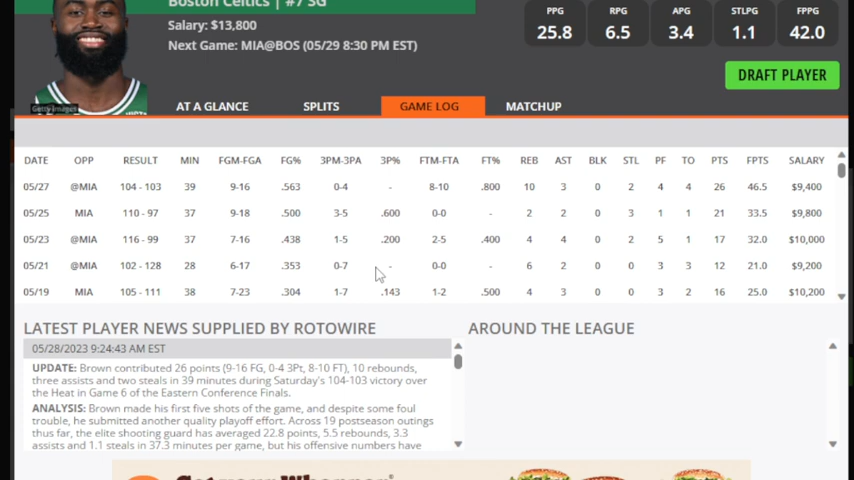 Boston Celtics | #7 SG
Salary: $13,800
Next Game: MIA@BOS (05/29 8:30 PM EST)
PPG RPG APG STLPG FPPG
25.8 6.5 3.4 1.1 42.0
DRAFT PLAYER
Getty Images
AT A GLANCE SPLITS GAME LOG MATCHUP
DATE OPP RESULT MIN FGM-FGA FG% 3PM-3PA 3P% FTM-FTA FT% REB AST BLK STL PF TO PTS FPTS SALARY
05/27 @MIA 104 - 103 39 9-16 .563 0-4 - 8-10 .800 10 3 0 2 4 4 26 46.5 $9,400
05/25 MIA 110 - 97 37 9-18 .500 3-5 .600 0-0 - 2 2 0 3 1 1 21 33.5 $9,800
05/23 @MIA 116 - 99 37 7-16 .438 1-5 .200 2-5 .400 4 4 0 2 5 1 17 32.0 $10,000
05/21 @MIA 102 - 128 28 6-17 .353 0-7 - 0-0 - 6 2 0 0 3 3 12 21.0 $9,200
05/19 MIA 105 - 111 38 7-23 .304 1-7 .143 1-2 .500 4 3 0 0 3 2 16 25.0 $10,200
LATEST PLAYER NEWS SUPPLIED BY ROTOWIRE
05/28/2023 9:24:43 AM EST
UPDATE: Brown contributed 26 points (9-16 FG, 0-4 3Pt, 8-10 FT), 10 rebounds,
three assists and two steals in 39 minutes during Saturday's 104-103 victory over
the Heat in Game 6 of the Eastern Conference Finals.
ANALYSIS: Brown made his first five shots of the game, and despite some foul
trouble, he submitted another quality playoff effort. Across 19 postseason outings
thus far, the elite shooting guard has averaged 22.8 points, 5.5 rebounds, 3.3
assists and 1.1 steals in 37.3 minutes per game, but his offensive numbers have
AROUND THE LEAGUE